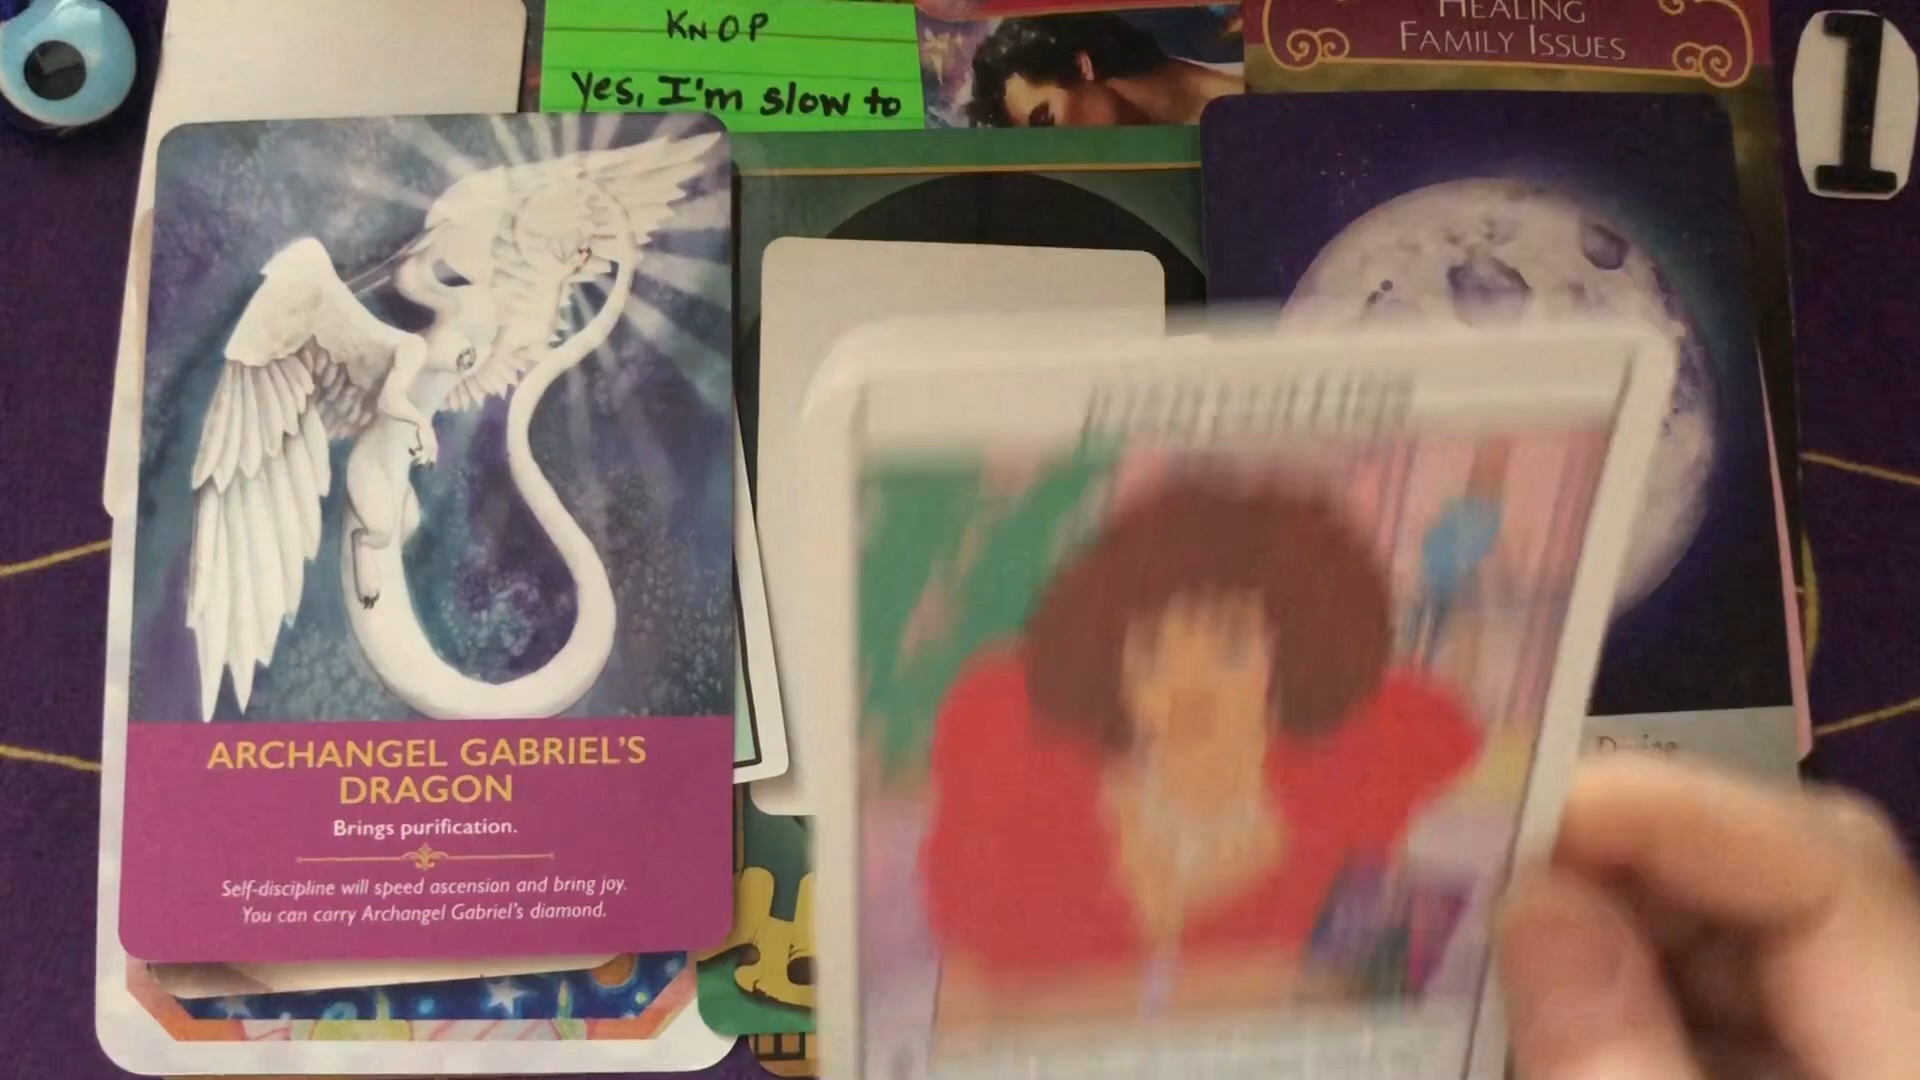 KNOP
Yes, I'm slow to
HEALING
FAMILY ISSUES
1
ARCHANGEL GABRIEL'S
DRAGON
Brings purification.
Self-discipline will speed ascension and bring joy.
You can carry Archangel Gabriel's diamond.